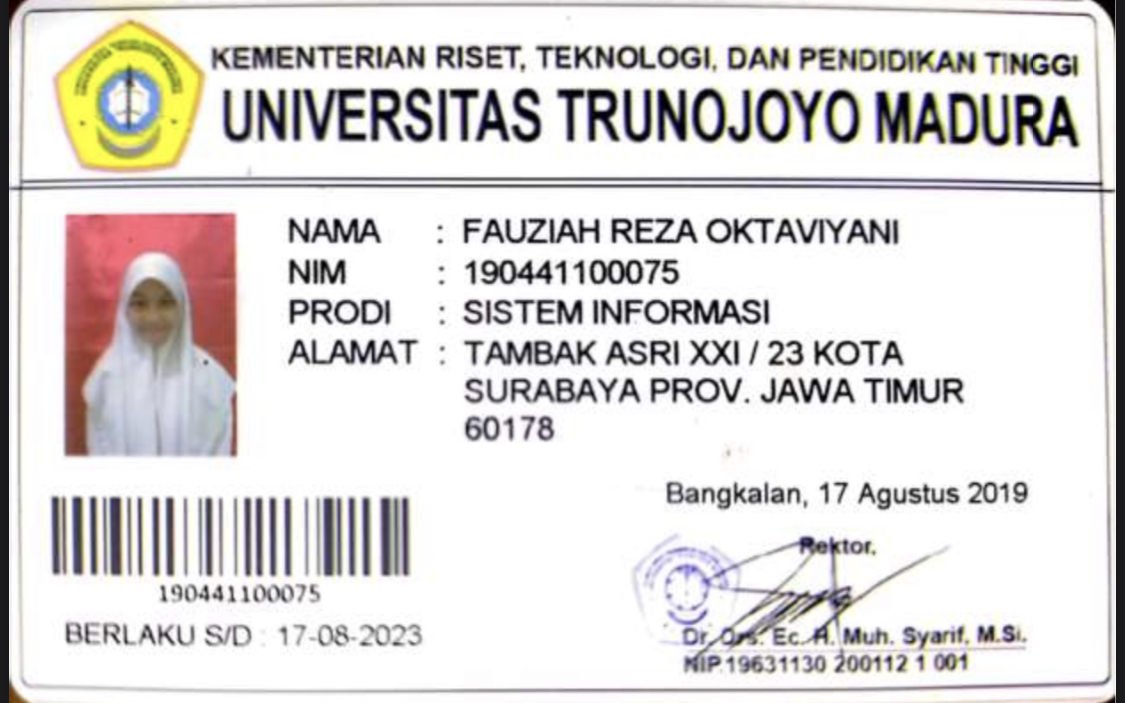 KEMENTERIAN RISET, TEKNOLOGI, DAN PENDIDIKAN TINGGI
UNIVERSITAS TRUNOJOYO MADURA
NAMA : FAUZIAH REZA OKTAVIYANI
NIM : 190441100075
PRODI : SISTEM INFORMASI
ALAMAT : TAMBAK ASRI XXI / 23 KOTA
SURABAYA PROV. JAWA TIMUR
60178
Bangkalan, 17 Agustus 2019
Rektor,
190441100075
BERLAKU S/D : 17-08-2023
Dr. Drs. Ec. H. Muh. Syarif, M.Si.
NIP.19631130 200112 1 001